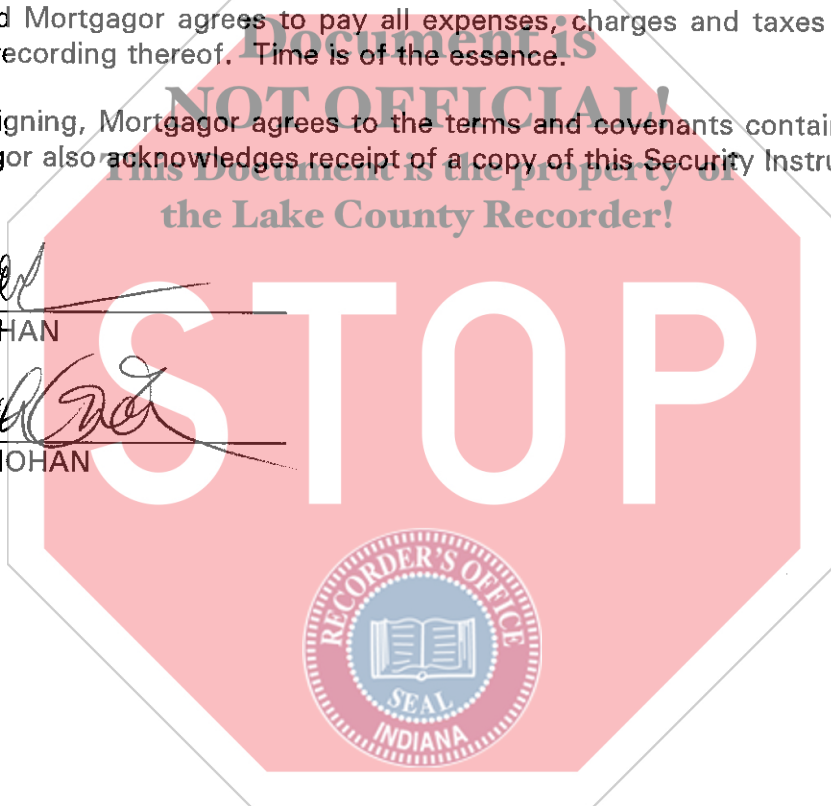 d Mortgagor agrees to pay all expenses, charges and taxes
ecording thereof. Time is of the essence.
Document is
NOT OFFICIAL!
igning, Mortgagor agrees to the terms and covenants contai
gor also acknowledges receipt of a copy of this Security Instru
This Document is the property of
the Lake County Recorder!
HAN
OHAN
STOP
RECORDER'S OFFICE
SEAL
INDIANA